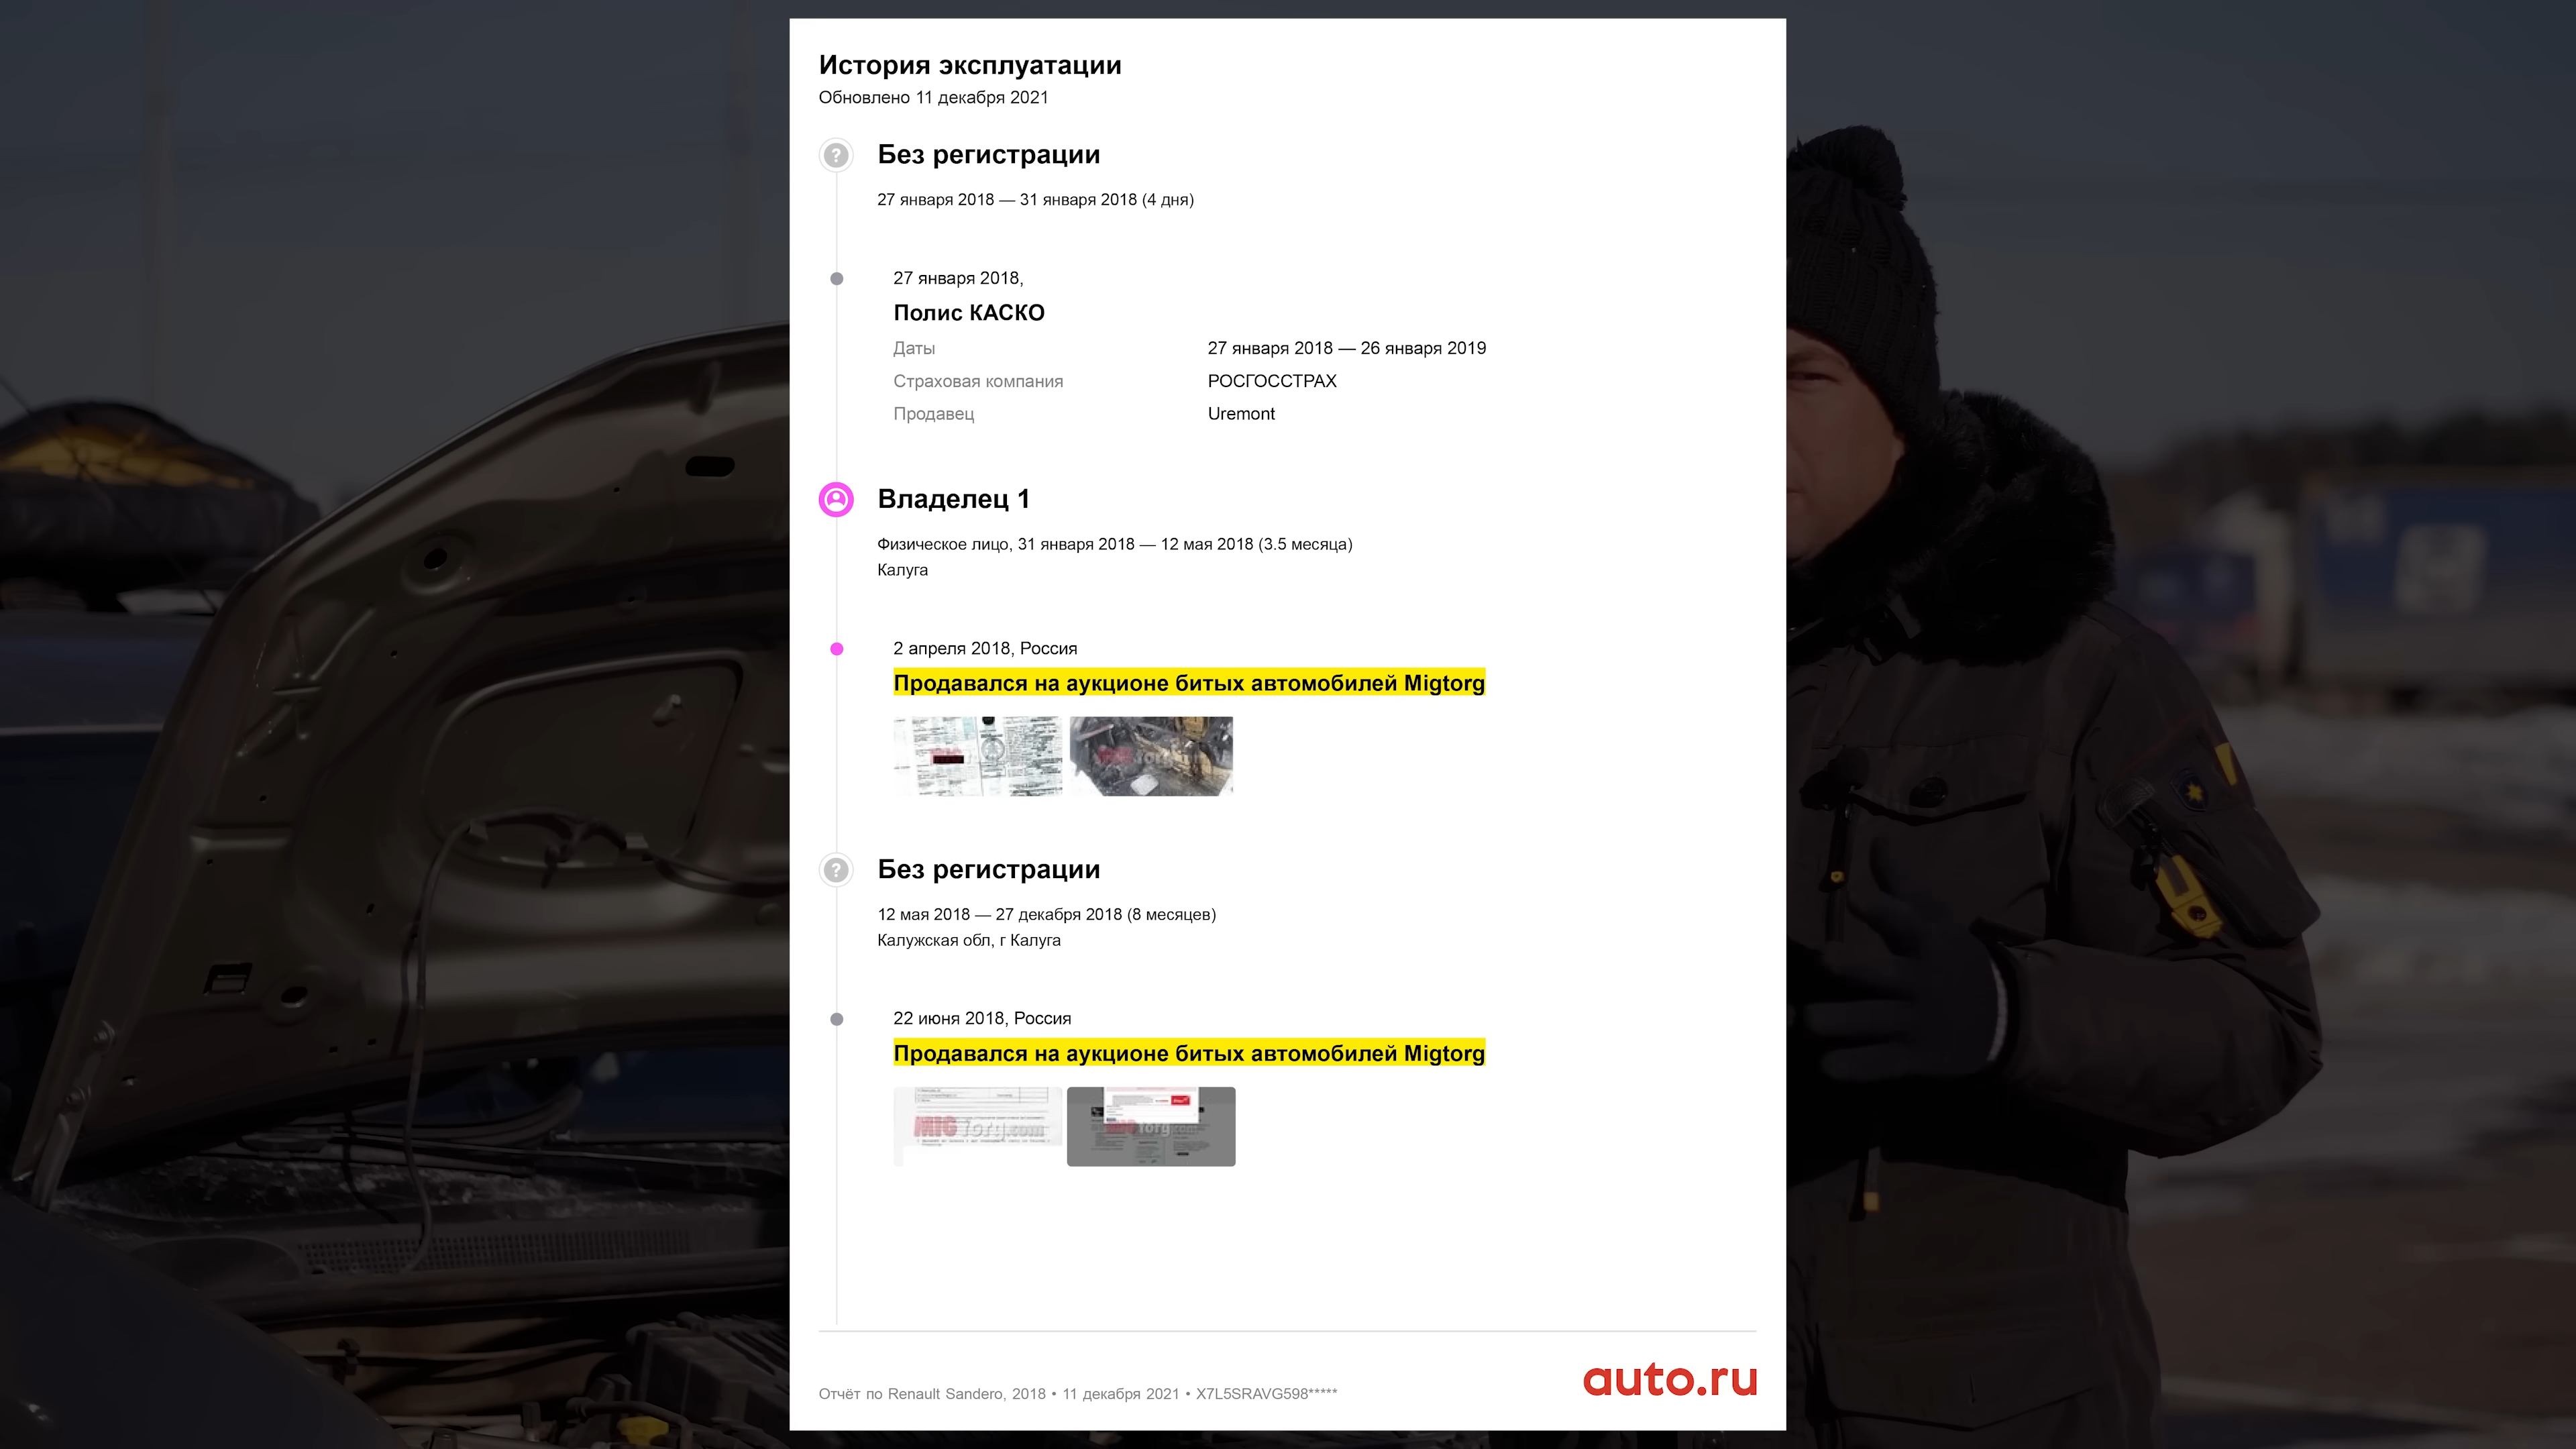 История эксплуатации
Обновлено 11 декабря 2021
Без регистрации
27 января 2018 — 31 января 2018 (4 дня)
27 января 2018,
Полис КАСКО
Даты 27 января 2018 — 26 января 2019
Страховая компания РОСГОССТРАХ
Продавец Uremont
Владелец 1
Физическое лицо, 31 января 2018 — 12 мая 2018 (3.5 месяца)
Калуга
2 апреля 2018, Россия
Продавался на аукционе битых автомобилей Migtorg
Без регистрации
12 мая 2018 — 27 декабря 2018 (8 месяцев)
Калужская обл, г Калуга
22 июня 2018, Россия
Продавался на аукционе битых автомобилей Migtorg
MIGTorg.com
Отчёт по Renault Sandero, 2018 • 11 декабря 2021 • X7L5SRAVG598*****
auto.ru